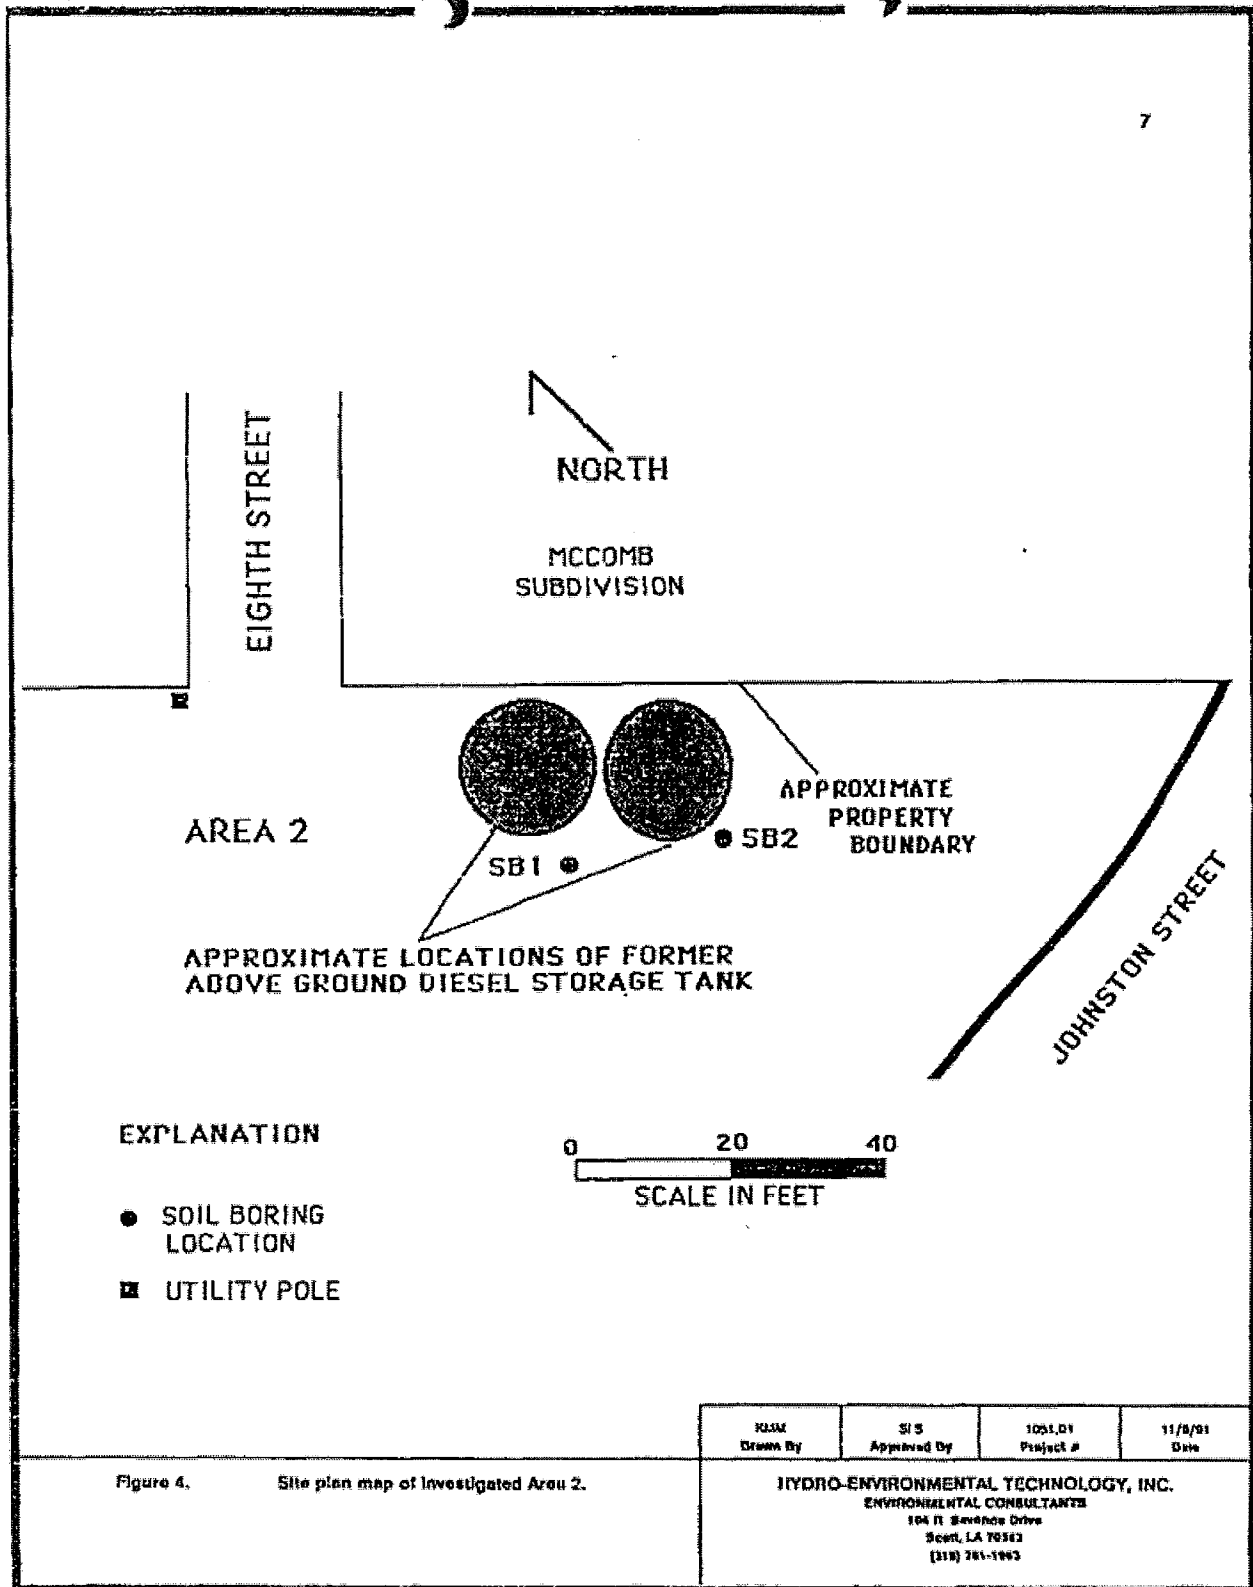 7
EIGHTH STREET
NORTH
MCCOMB
SUBDIVISION
APPROXIMATE
PROPERTY
BOUNDARY
AREA 2
SB1
SB2
APPROXIMATE LOCATIONS OF FORMER
ABOVE GROUND DIESEL STORAGE TANK
JOHNSTON STREET
EXPLANATION
0 20 40
SCALE IN FEET
SOIL BORING
LOCATION
UTILITY POLE
Drawn By
Approved By
1051.01
Project #
Date
Figure 4. Site plan map of Investigated Area 2.
HYDRO-ENVIRONMENTAL TECHNOLOGY, INC.
ENVIRONMENTAL CONSULTANTS
Drive
Scott, LA